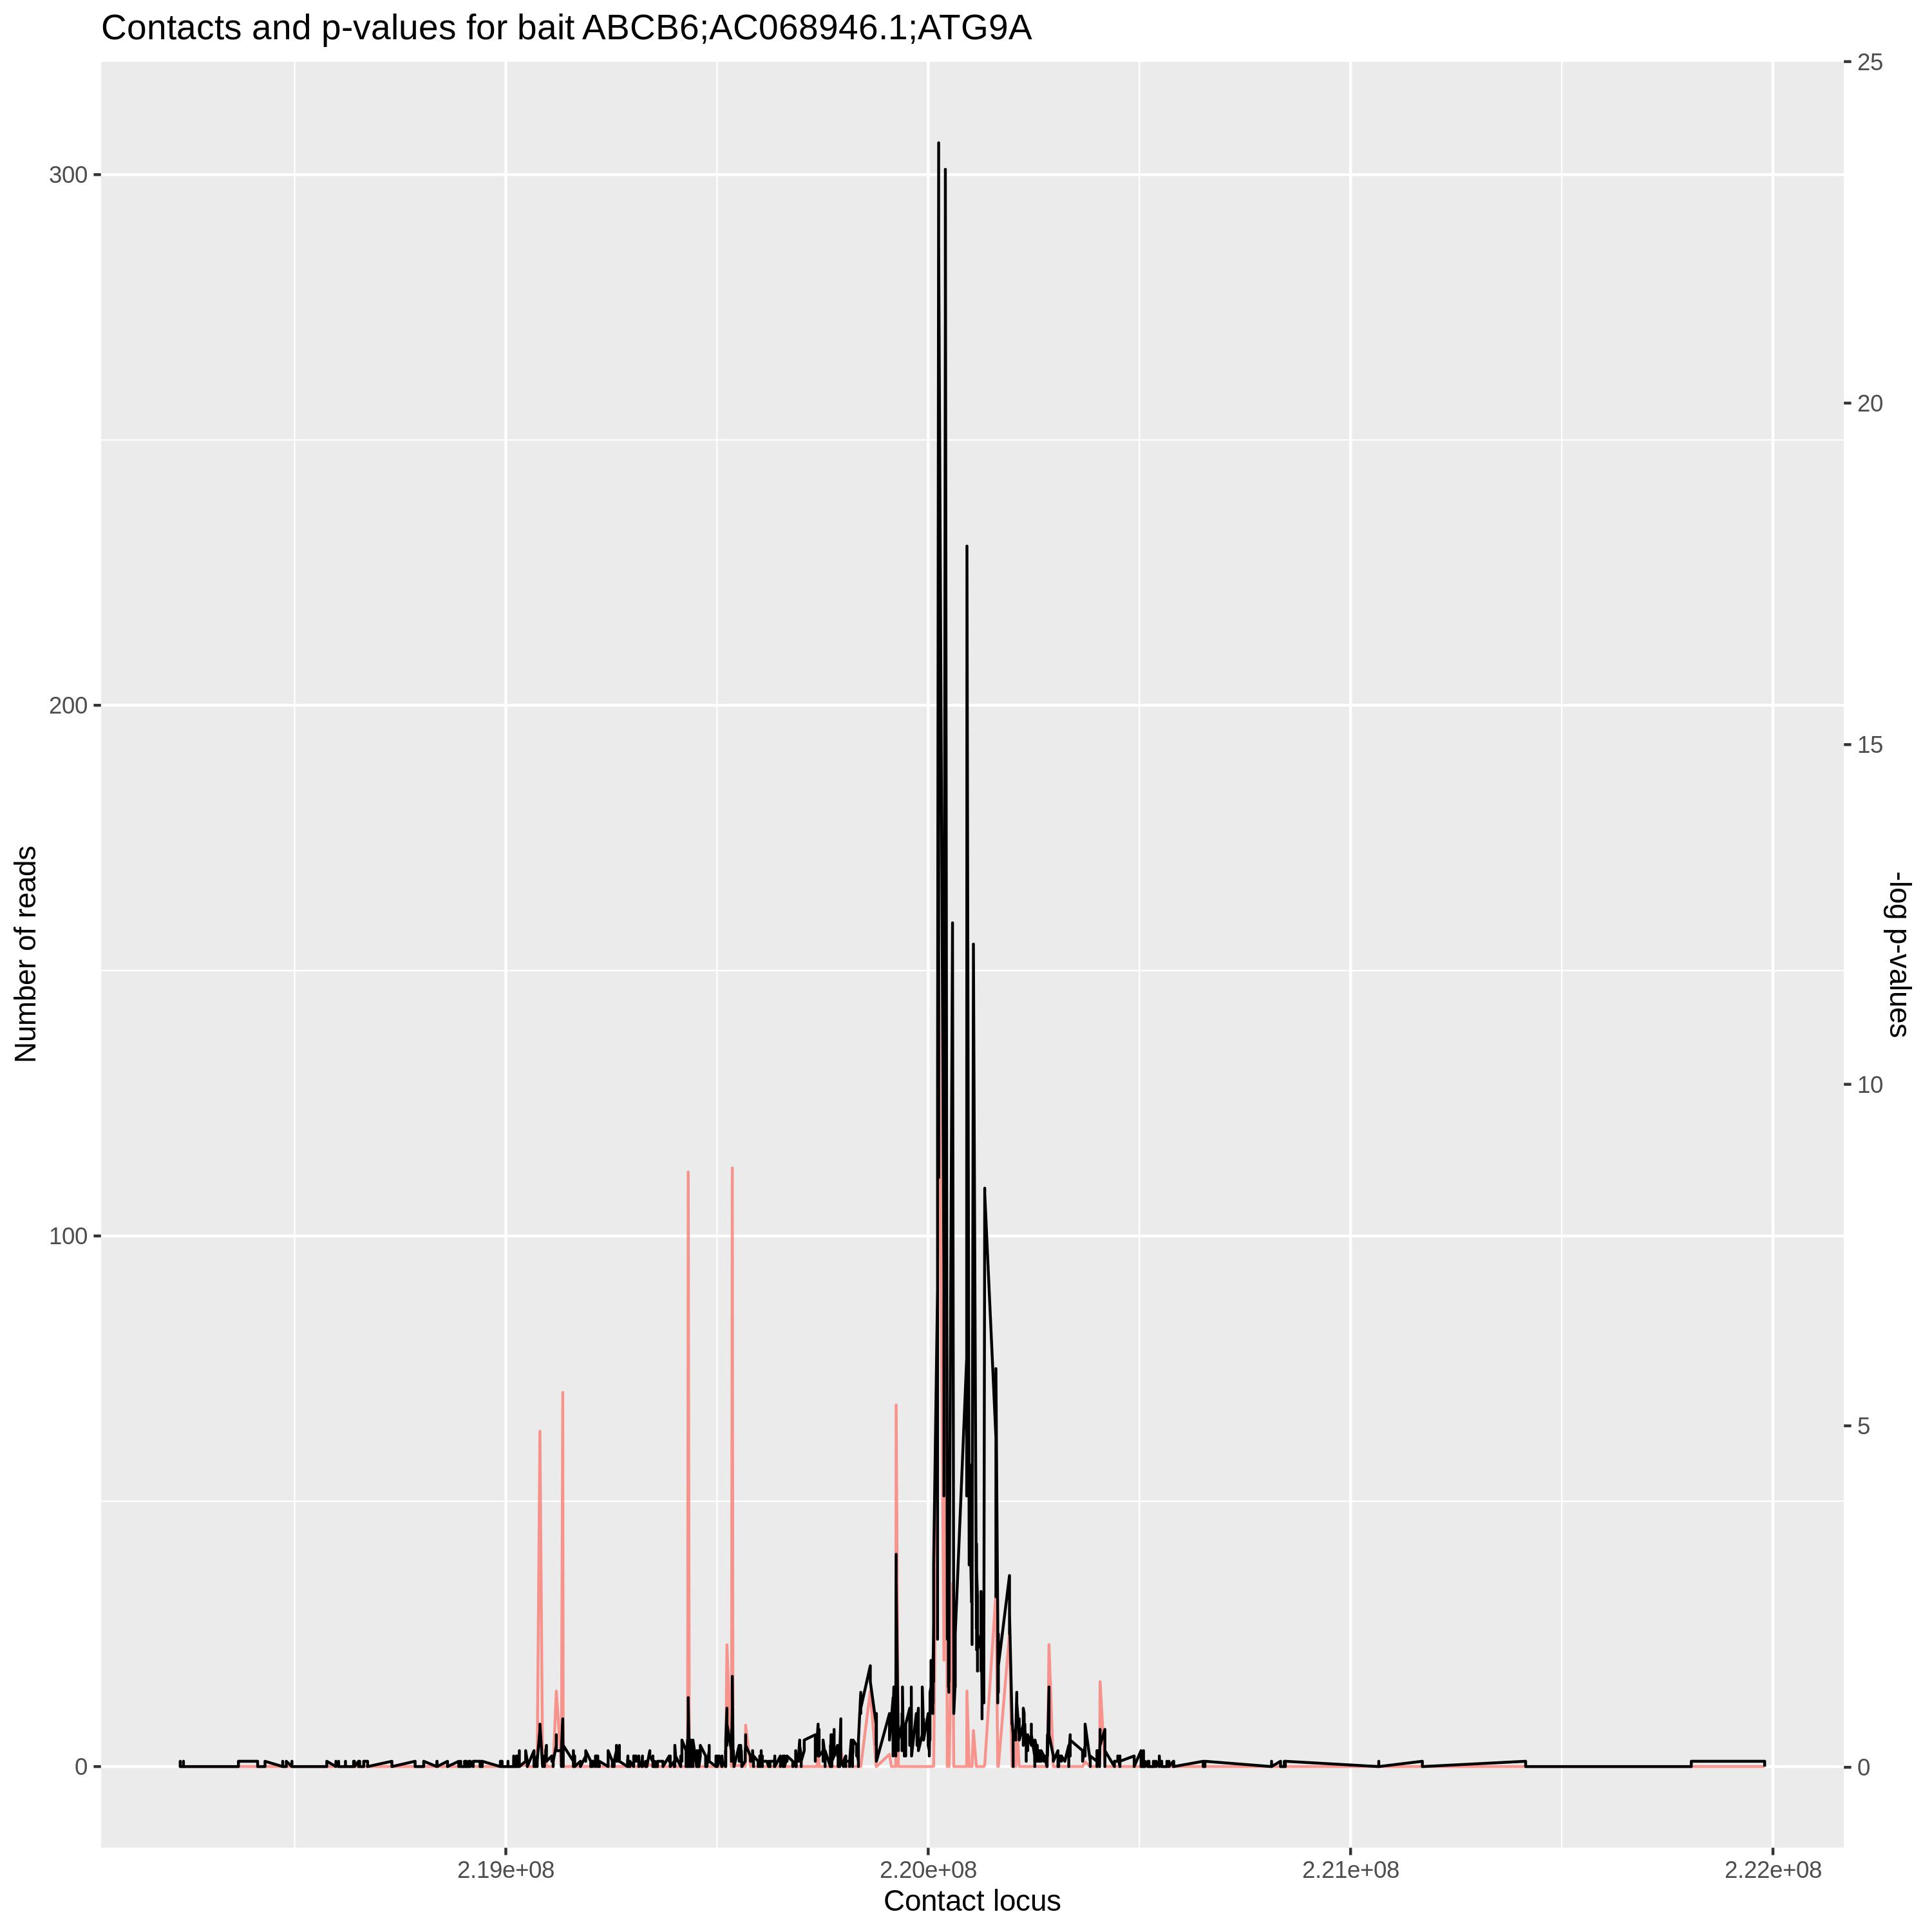 Contacts and p-values for bait ABCB6;AC068946.1;ATG9A
25
300
20
200
15
Number of reads
-log p-values
10
100
5
0
0
2.19e+08
2.20e+08
2.21e+08
2.22e+08
Contact locus